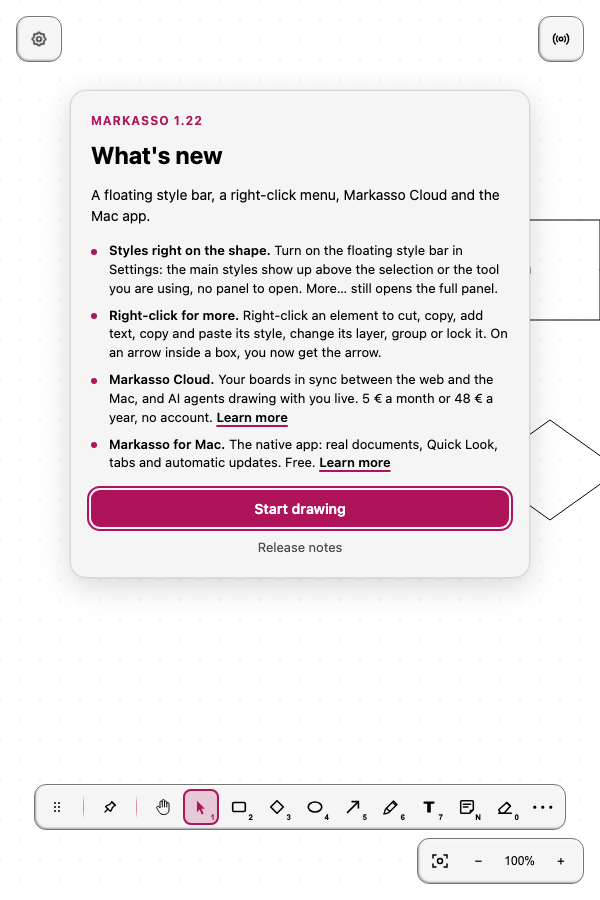 MARKASSO 1.22
What's new
A floating style bar, a right-click menu, Markasso Cloud and the
Mac app.
Styles right on the shape. Turn on the floating style bar in
Settings: the main styles show up above the selection or the tool
you are using, no panel to open. More... still opens the full panel.
Right-click for more. Right-click an element to cut, copy, add
text, copy and paste its style, change its layer, group or lock it. On
an arrow inside a box, you now get the arrow.
Markasso Cloud. Your boards in sync between the web and the
Mac, and AI agents drawing with you live. 5 € a month or 48 € a
year, no account. Learn more
Markasso for Mac. The native app: real documents, Quick Look,
tabs and automatic updates. Free. Learn more
Start drawing
Release notes
1 2 3 4 5 6 T 7 N 0
− 100% +